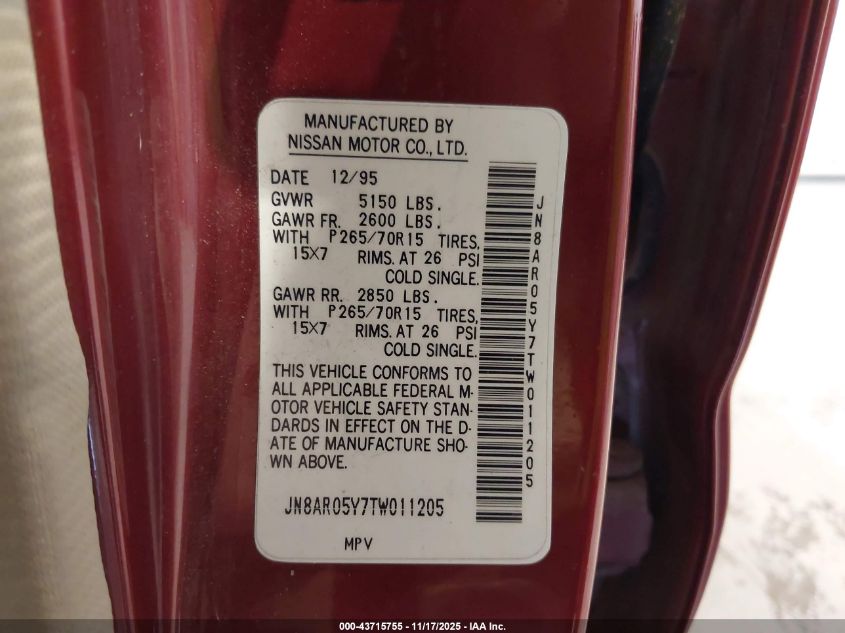 MANUFACTURED BY
NISSAN MOTOR CO., LTD.
DATE 12/95
GVWR 5150 LBS.
GAWR FR. 2600 LBS.
WITH P265/70R15 TIRES,
15X7 RIMS. AT 26 PSI
COLD SINGLE.
GAWR RR. 2850 LBS.
WITH P265/70R15 TIRES,
15X7 RIMS. AT 26 PSI
COLD SINGLE.
THIS VEHICLE CONFORMS TO
ALL APPLICABLE FEDERAL M-
OTOR VEHICLE SAFETY STAN-
DARDS IN EFFECT ON THE D-
ATE OF MANUFACTURE SHO-
WN ABOVE.
JN8AR05Y7TW011205
MPV
JN8AR05Y7TW011205
000-43715755 - 11/17/2025 - IAA Inc.